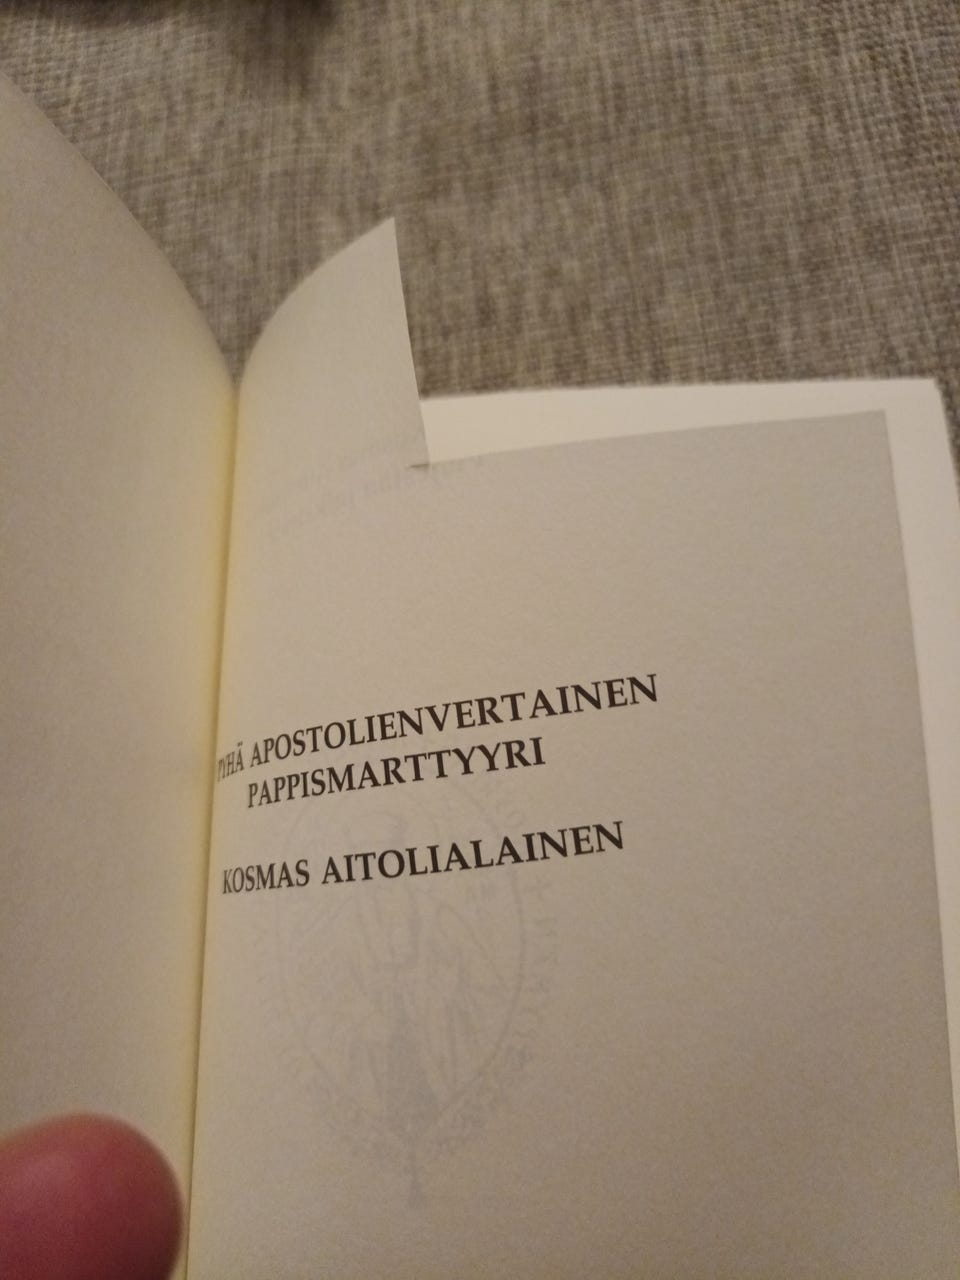 PYHÄ APOSTOLIENVERTAINEN
PAPPISMARTTYYRI
KOSMAS AITOLIALAINEN